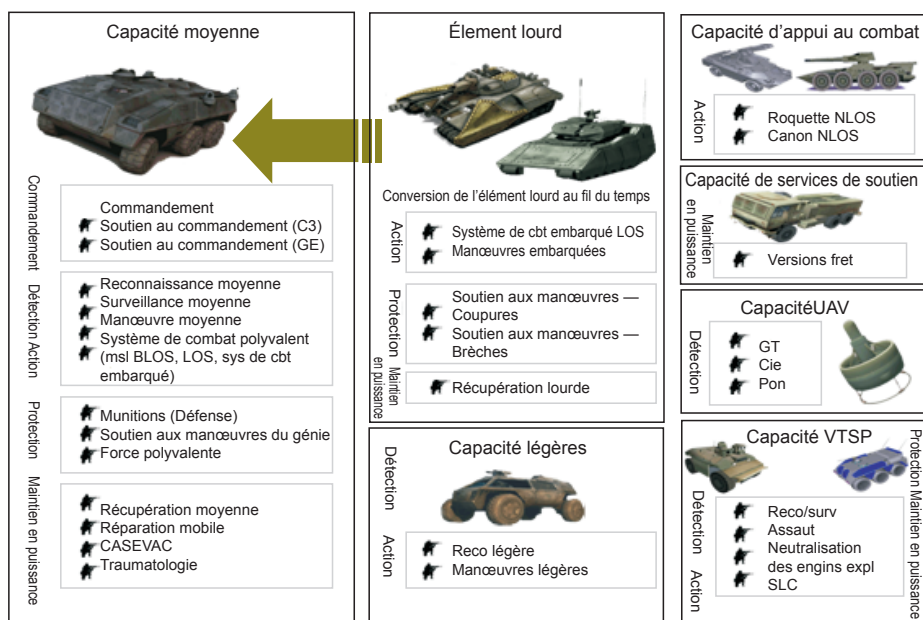 Capacité moyenne
Commandement
Commandement
Soutien au commandement (C3)
Soutien au commandement (GE)
Détection Action
Reconnaissance moyenne
Surveillance moyenne
Manœuvre moyenne
Système de combat polyvalent
(msl BLOS, LOS, sys de cbt
embarqué)
Protection
Munitions (Défense)
Soutien aux manœuvres du génie
Force polyvalente
Maintien en puissance
Récupération moyenne
Réparation mobile
CASEVAC
Traumatologie
Élement lourd
Conversion de l'élément lourd au fil du temps
Action
Système de cbt embarqué LOS
Manœuvres embarquées
Protection
Soutien aux manœuvres —
Coupures
Soutien aux manœuvres —
Brèches
Maintien
en puissance
Récupération lourde
Capacité légères
Détection
Action
Reco légère
Manœuvres légères
Capacité d'appui au combat
Action
Roquette NLOS
Canon NLOS
Capacité de services de soutien
Maintien
en puissance
Versions fret
CapacitéUAV
Détection
GT
Cie
Pon
Capacité VTSP
Détection
Action
Reco/surv
Assaut
Neutralisation
des engins expl
SLC
Protection Maintien en puissance